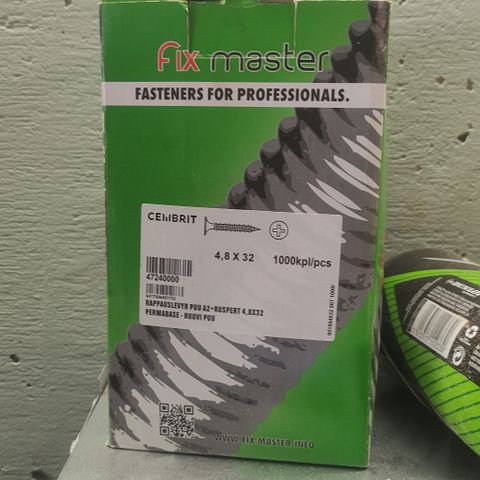 Fix master
FASTENERS FOR PROFESSIONALS.
CEMBRIT
4,8 X 32 1000kpl/pcs
47240000
RAPPAUSLEVYR PUU A2+RUSPERT 4,8X32
PERMABASE - RUUVI PUU
WWW.FIX-MASTER.INFO